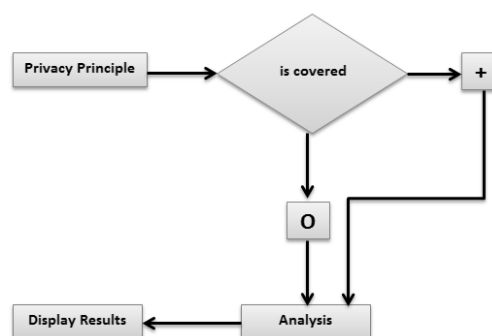 Privacy Principle
is covered
+
O
Display Results
Analysis